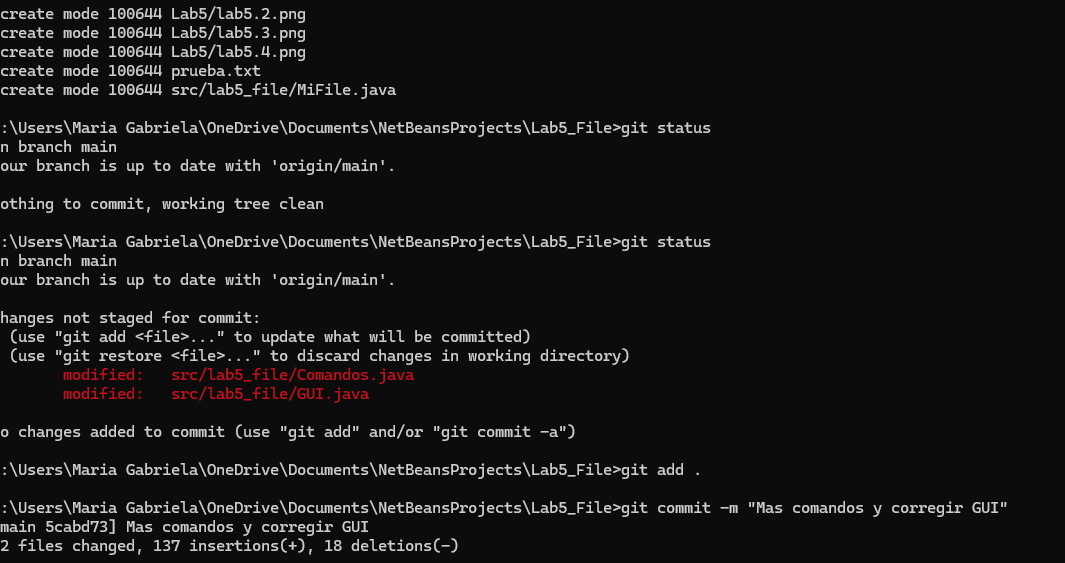 create mode 100644 Lab5/lab5.2.png
create mode 100644 Lab5/lab5.3.png
create mode 100644 Lab5/lab5.4.png
create mode 100644 prueba.txt
create mode 100644 src/lab5_file/MiFile.java
:\Users\Maria Gabriela\OneDrive\Documents\NetBeansProjects\Lab5_File>git status
n branch main
our branch is up to date with 'origin/main'.
othing to commit, working tree clean
:\Users\Maria Gabriela\OneDrive\Documents\NetBeansProjects\Lab5_File>git status
n branch main
our branch is up to date with 'origin/main'.
hanges not staged for commit:
(use "git add <file>..." to update what will be committed)
(use "git restore <file>..." to discard changes in working directory)
modified: src/lab5_file/Comandos.java
modified: src/lab5_file/GUI.java
o changes added to commit (use "git add" and/or "git commit -a")
:\Users\Maria Gabriela\OneDrive\Documents\NetBeansProjects\Lab5_File>git add .
:\Users\Maria Gabriela\OneDrive\Documents\NetBeansProjects\Lab5_File>git commit -m "Mas comandos y corregir GUI"
main 5cabd73] Mas comandos y corregir GUI
2 files changed, 137 insertions(+), 18 deletions(-)